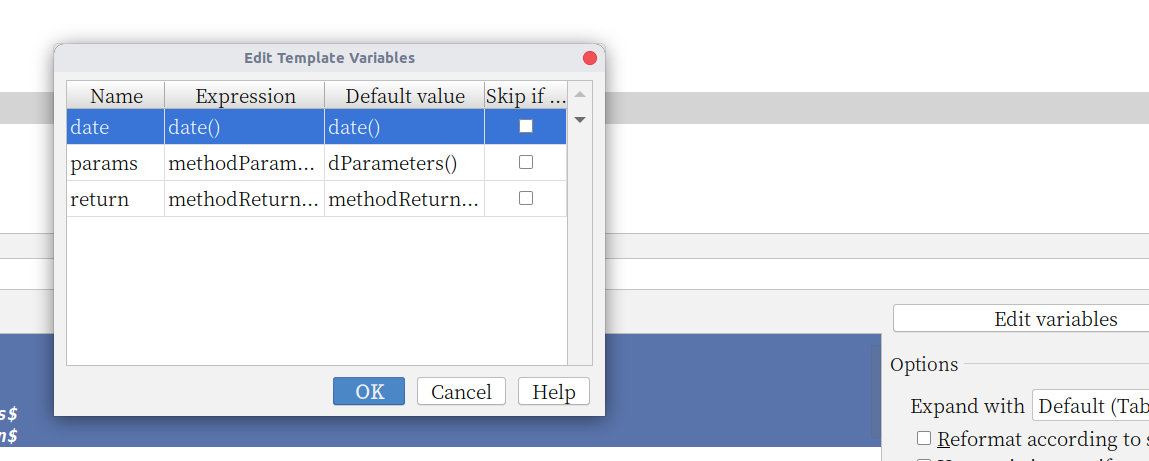 Edit Template Variables
Name Expression Default value Skip if ...
date date() date()
params methodParam... dParameters()
return methodReturn... methodReturn...
OK Cancel Help
Edit variables
Options
Expand with Default (Tab
Reformat according to s
s$
n$